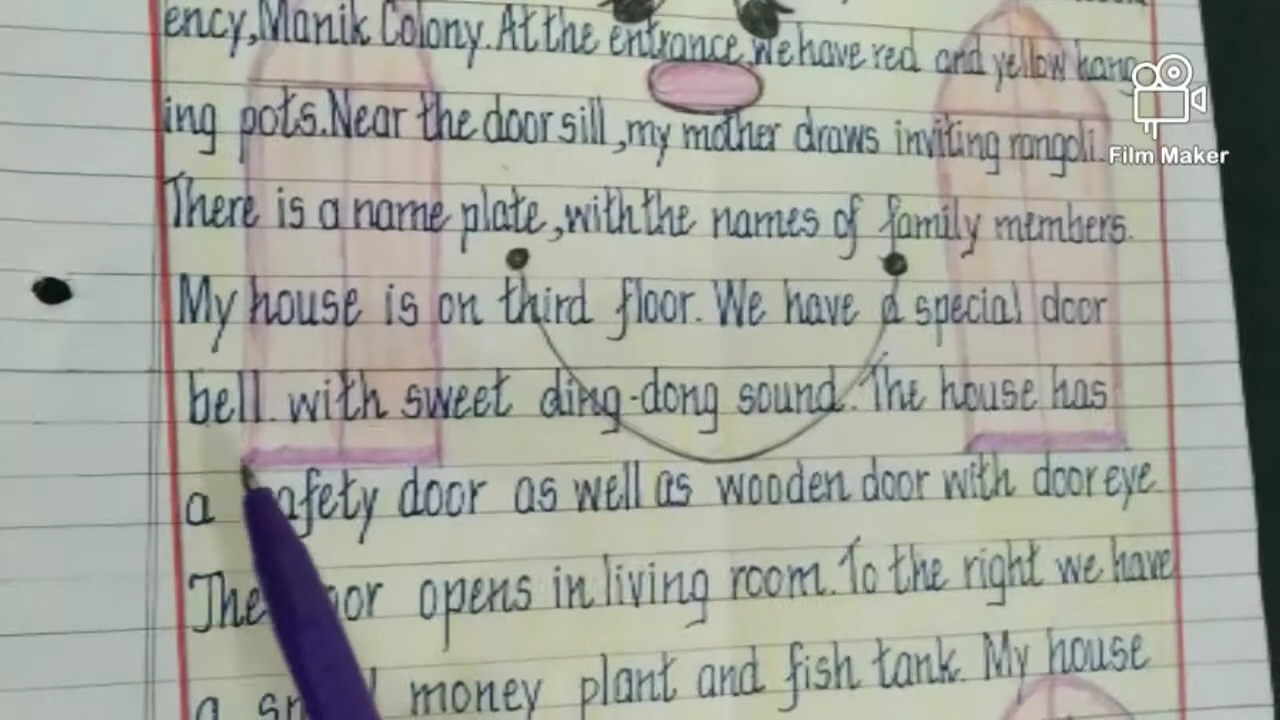 ency, Manik Colony. At the entrance we have red and yellow hang
ing pots. Near the door sill, my mother draws inviting rangoli.
There is a name plate, with the names of family members.
My house is on third floor. We have a special door
bell with sweet ding-dong sound. The house has
a safety door as well as wooden door with door eye
The door opens in living room. To the right we have
a money plant and fish tank. My house
Film Maker